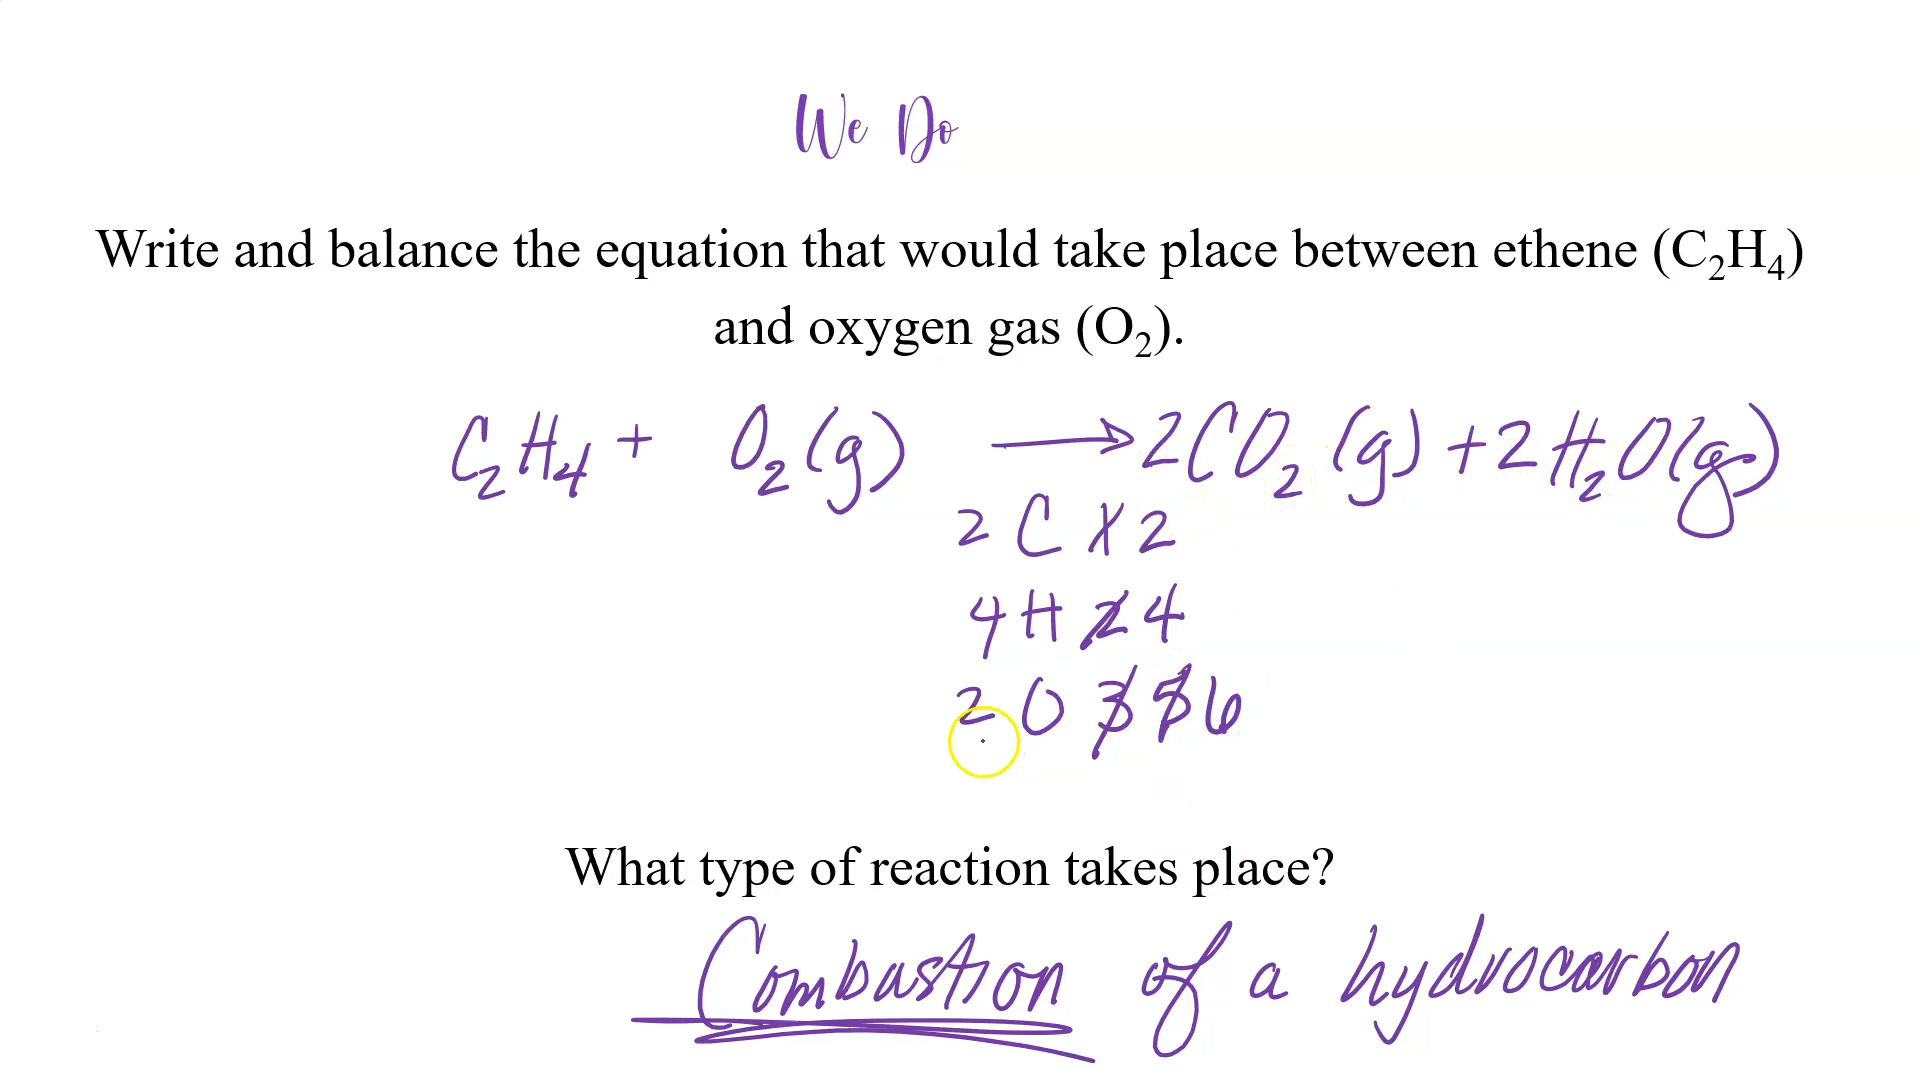 We Do
Write and balance the equation that would take place between ethene (C₂H₄)
and oxygen gas (O₂).
C₂H₄ + O₂(g) → 2CO₂(g) + 2H₂O(g)
2 C X 2
4 H 2 4
2 O 3 5 6
What type of reaction takes place?
Combustion of a hydrocarbon